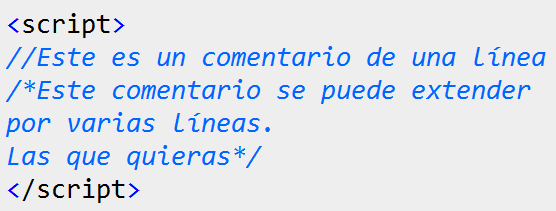 <script>
//Este es un comentario de una línea
/*Este comentario se puede extender
por varias líneas.
Las que quieras*/
</script>